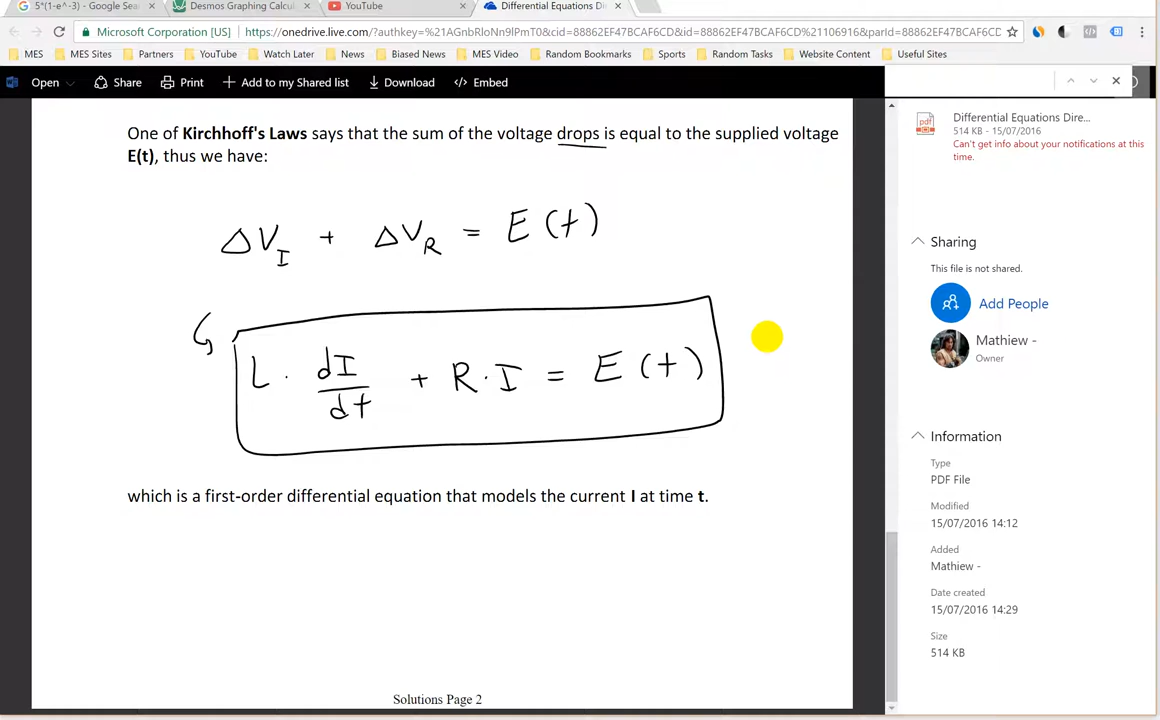 5*(1-e^-3) - Google Sea
Desmos Graphing Calcul
YouTube
Differential Equations Di
Microsoft Corporation [US]
https://onedrive.live.com/?authkey=%21AGnbRloNn9lPmT0&cid=88862EF47BCAF6CD&id=88862EF47BCAF6CD%21106916&parId=88862EF47BCAF6CD
MES
MES Sites
Partners
YouTube
Watch Later
News
Biased News
MES Video
Random Bookmarks
Sports
Random Tasks
Website Content
Useful Sites
Open
Share
Print
Add to my Shared list
Download
Embed
One of Kirchhoff's Laws says that the sum of the voltage drops is equal to the supplied voltage
E(t), thus we have:
ΔV_I + ΔV_R = E(t)
L · dI/dt + R·I = E(t)
which is a first-order differential equation that models the current I at time t.
Solutions Page 2
pdf
Differential Equations Dire...
514 KB - 15/07/2016
Can't get info about your notifications at this
time.
Sharing
This file is not shared.
Add People
Mathiew -
Owner
Information
Type
PDF File
Modified
15/07/2016 14:12
Added
Mathiew -
Date created
15/07/2016 14:29
Size
514 KB